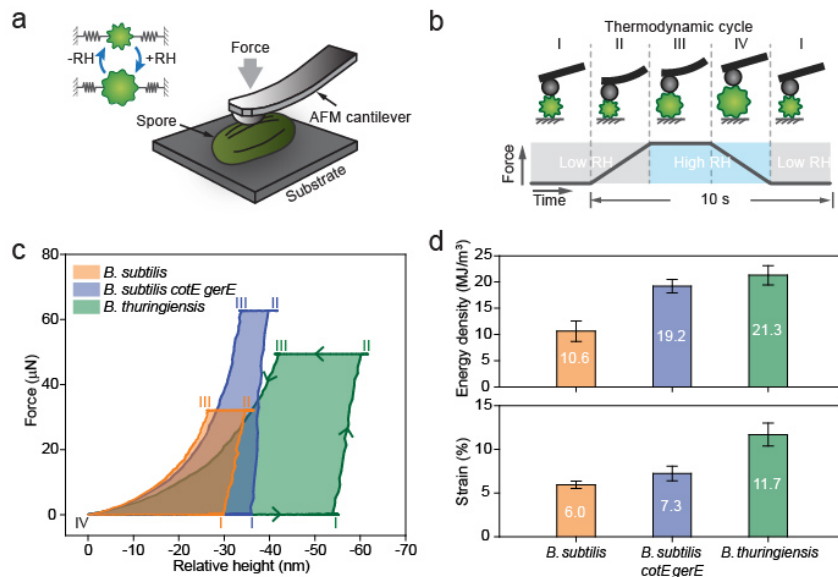 a
-RH
+RH
Force
Spore
AFM cantilever
Substrate
b
Thermodynamic cycle
I II III IV I
Force
Low RH High RH Low RH
Time
10 s
c
80
60
40
20
0
Force (μN)
B. subtilis
B. subtilis cotE gerE
B. thuringiensis
III II
III II
III II
IV I I I
0 -10 -20 -30 -40 -50 -60 -70
Relative height (nm)
d
25
20
15
10
5
0
Energy density (MJ/m³)
10.6 19.2 21.3
15
10
5
0
Strain (%)
6.0 7.3 11.7
B. subtilis B. subtilis B. thuringiensis
cotE gerE